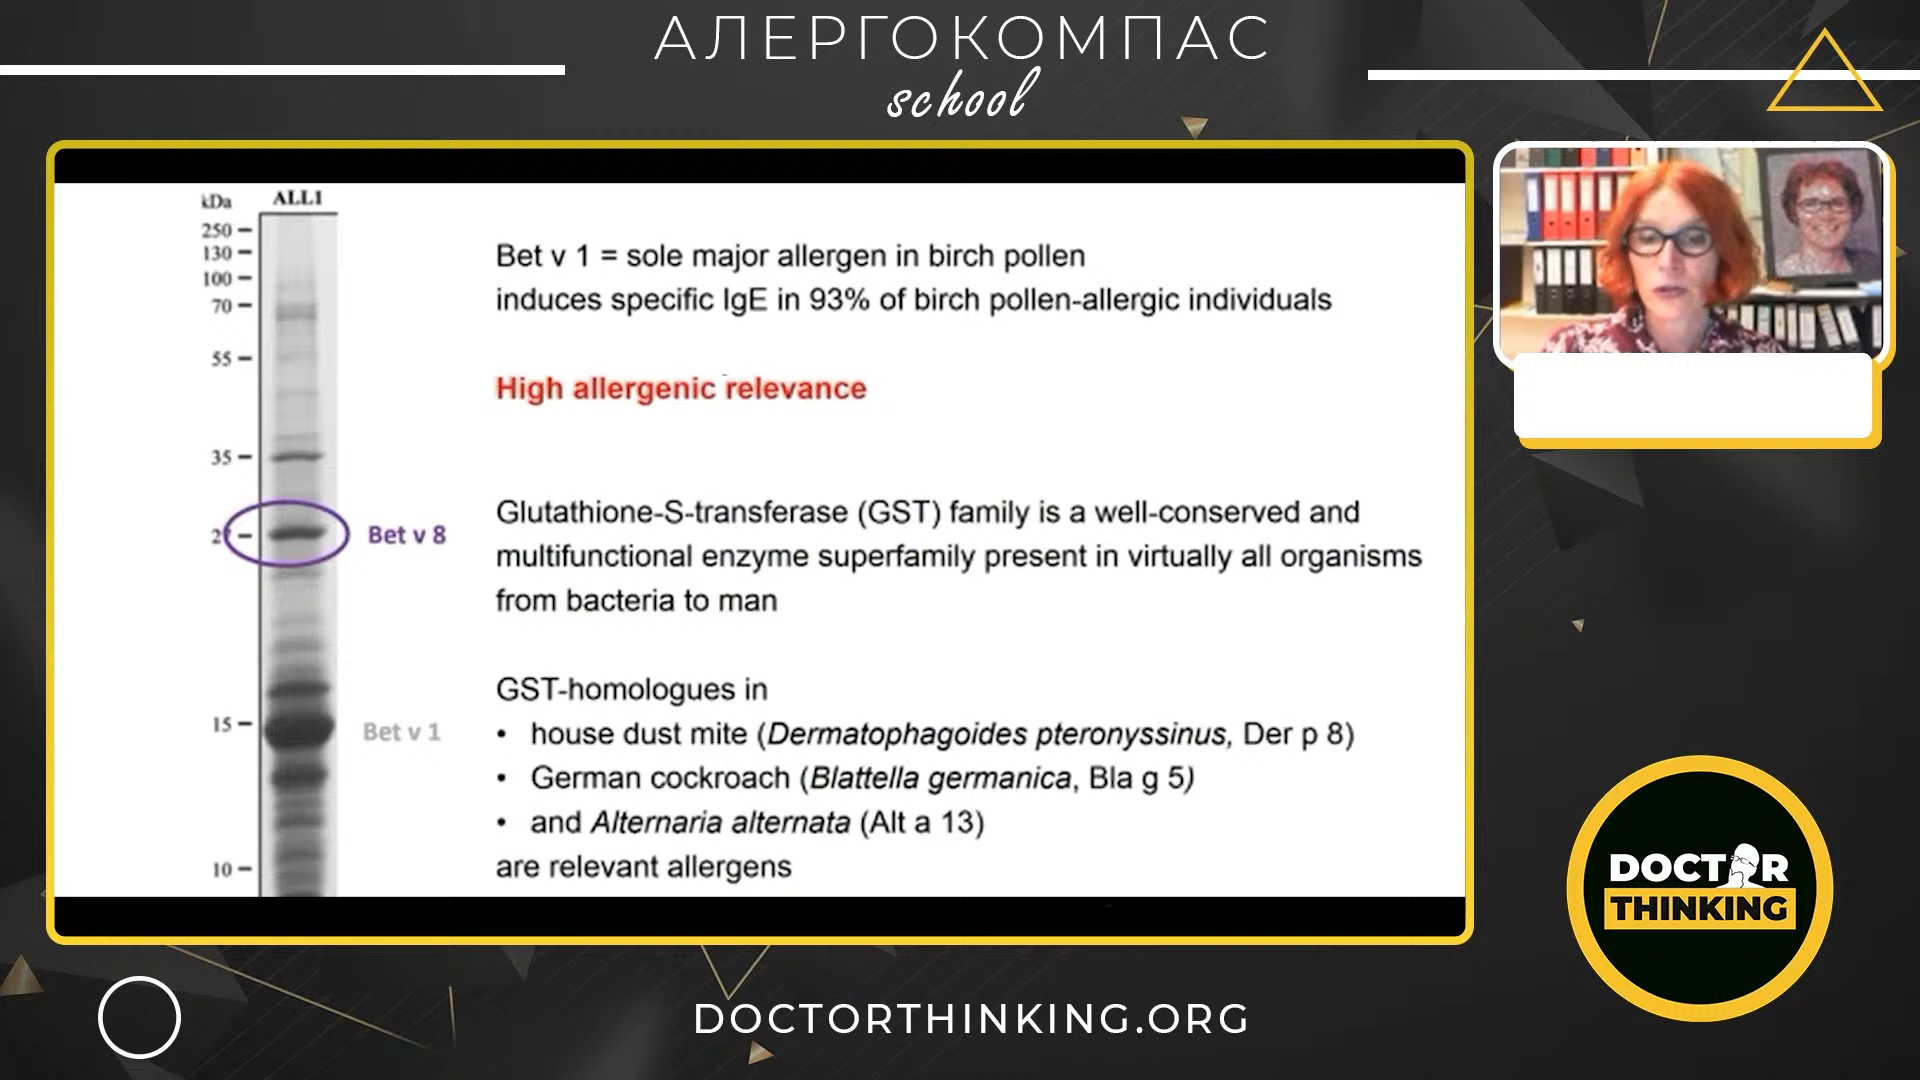 АЛЕРГОКОМПАС
school
kDa
ALL1
250
130
100
70
55
35
15
10
Bet v 8
Bet v 1
Bet v 1 = sole major allergen in birch pollen
induces specific IgE in 93% of birch pollen-allergic individuals
High allergenic relevance
Glutathione-S-transferase (GST) family is a well-conserved and
multifunctional enzyme superfamily present in virtually all organisms
from bacteria to man
GST-homologues in
• house dust mite (Dermatophagoides pteronyssinus, Der p 8)
• German cockroach (Blattella germanica, Bla g 5)
• and Alternaria alternata (Alt a 13)
are relevant allergens
DOCTOR
THINKING
DOCTORTHINKING.ORG